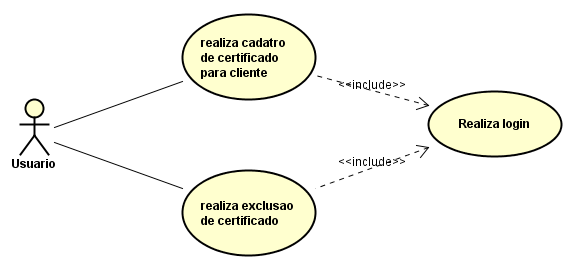 realiza cadatro
de certificado
para cliente
<<include>>
Realiza login
Usuario
<<include>>
realiza exclusao
de certificado